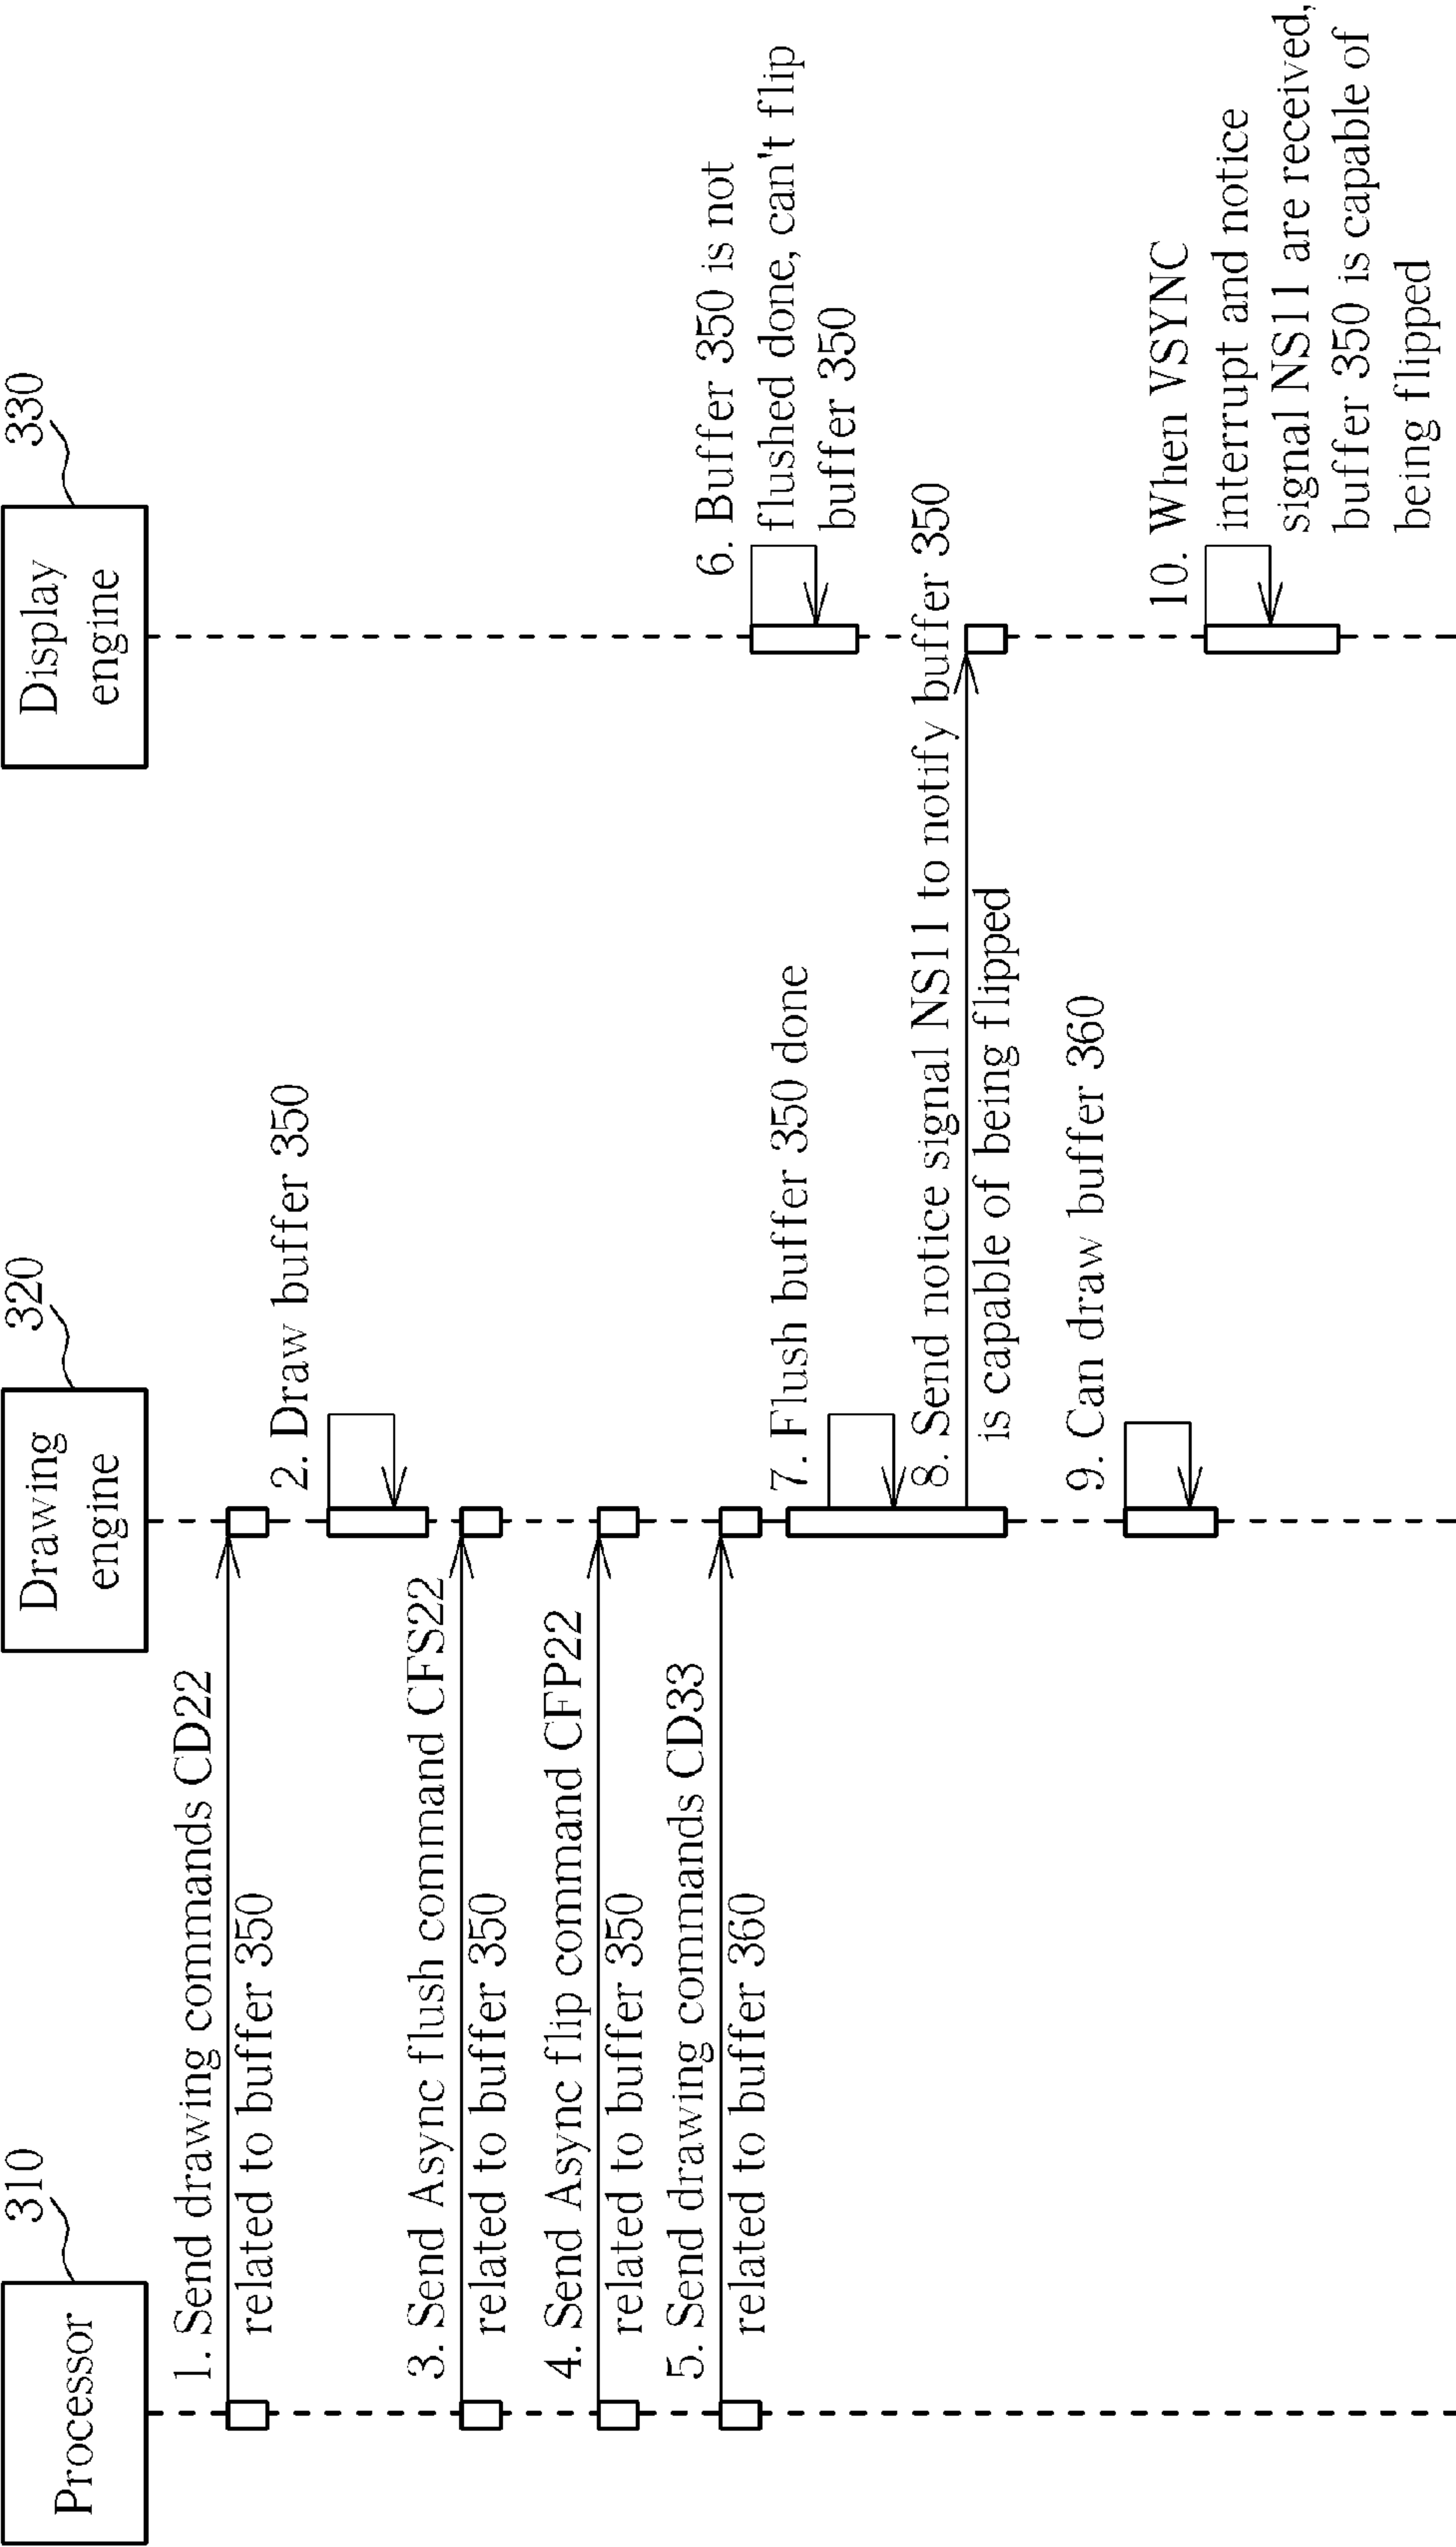 Processor
310
Drawing
engine
320
Display
engine
330
1. Send drawing commands CD22
related to buffer 350
2. Draw buffer 350
3. Send Async flush command CFS22
related to buffer 350
4. Send Async flip command CFP22
related to buffer 350
5. Send drawing commands CD33
related to buffer 360
6. Buffer 350 is not
flushed done, can't flip
buffer 350
7. Flush buffer 350 done
8. Send notice signal NS11 to notify buffer 350
is capable of being flipped
9. Can draw buffer 360
10. When VSYNC
interrupt and notice
signal NS11 are received,
buffer 350 is capable of
being flipped